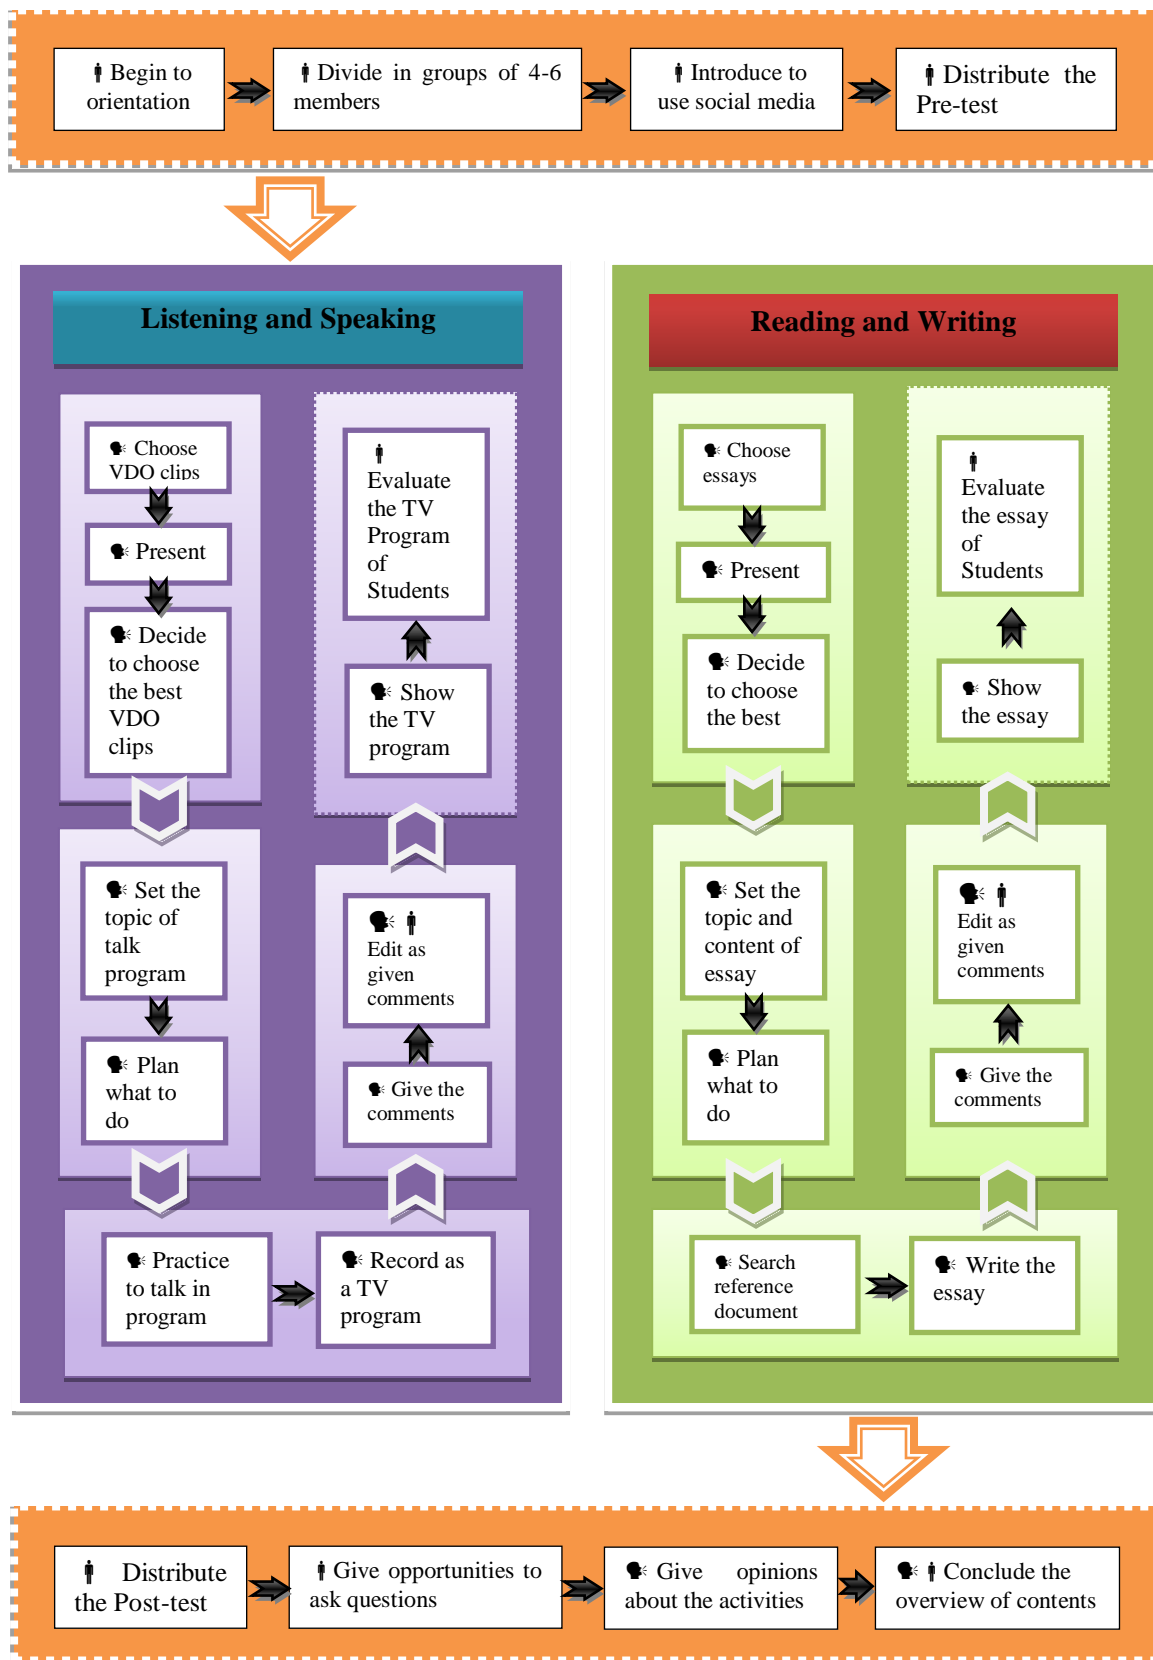 Begin to
orientation
Divide in groups of 4-6
members
Introduce to
use social media
Distribute the
Pre-test
Listening and Speaking
Choose
VDO clips
Present
Decide
to choose
the best
VDO
clips
Set the
topic of
talk
program
Plan
what to
do
Practice
to talk in
program
Record as
a TV
program
Give the
comments
Edit as
given
comments
Show
the TV
program
Evaluate
the TV
Program
of
Students
Reading and Writing
Choose
essays
Present
Decide
to choose
the best
Set the
topic and
content of
essay
Plan
what to
do
Search
reference
document
Write the
essay
Give the
comments
Edit as
given
comments
Show
the essay
Evaluate
the essay
of
Students
Distribute
the Post-test
Give opportunities to
ask questions
Give opinions
about the activities
Conclude the
overview of contents